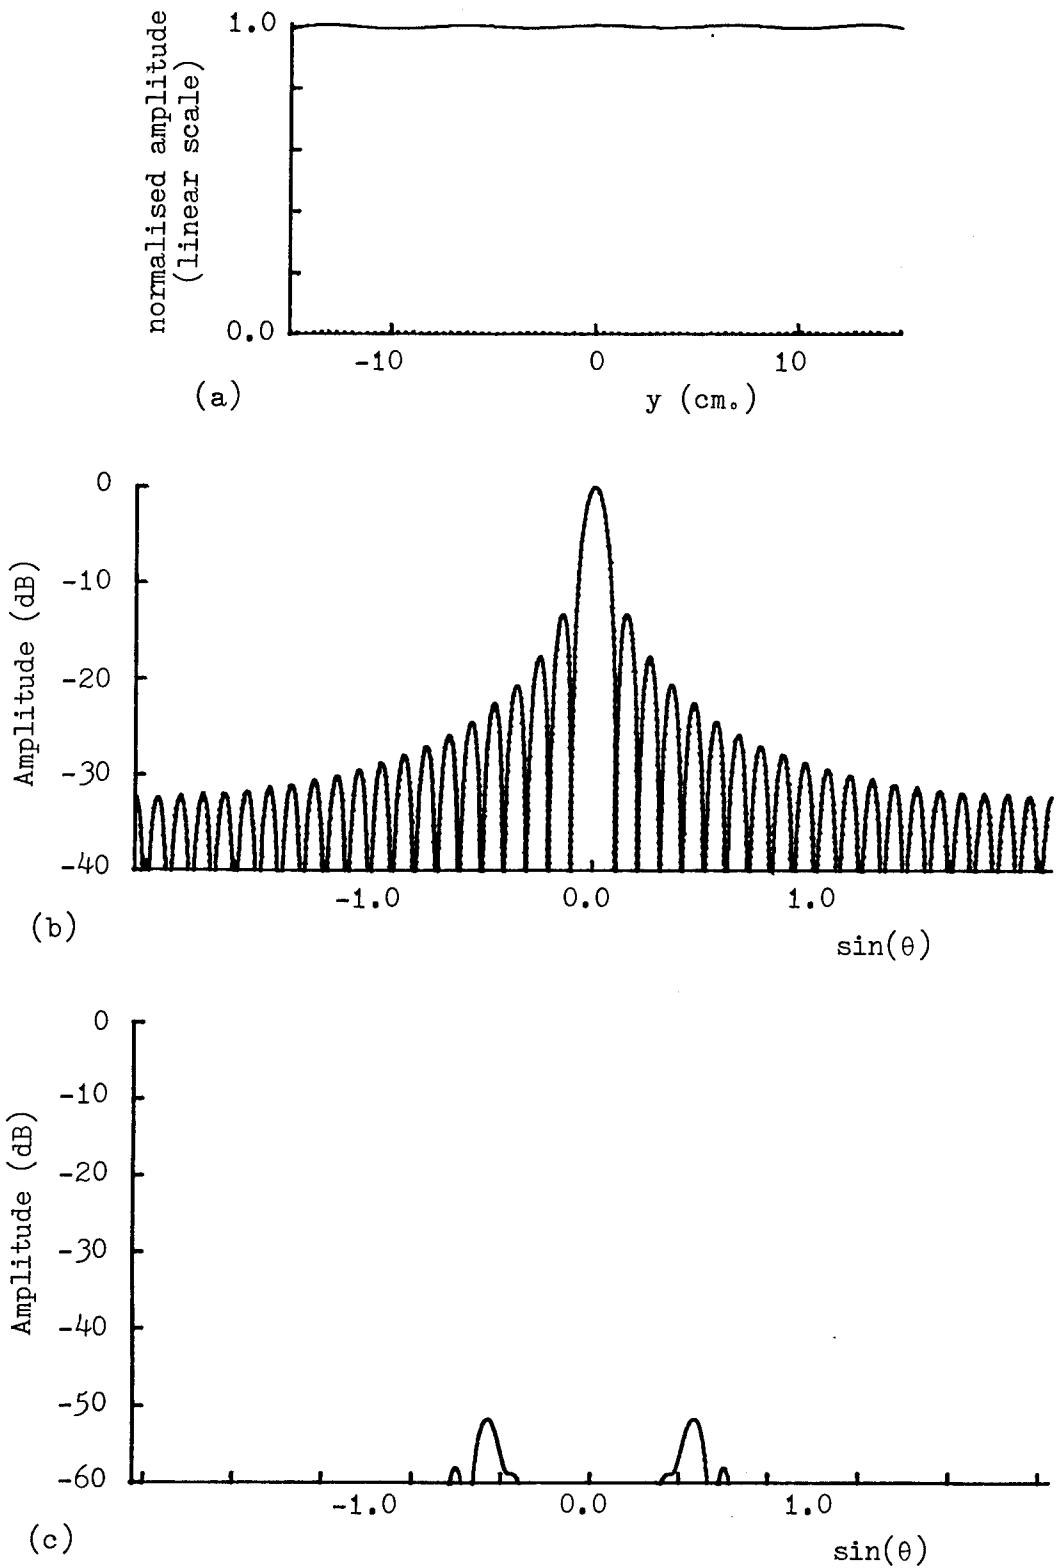 normalised amplitude
(linear scale)
1.0
0.0
-10
0
10
y (cm.)
(a)
Amplitude (dB)
0
-10
-20
-30
-40
-1.0
0.0
1.0
sin(θ)
(b)
Amplitude (dB)
0
-10
-20
-30
-40
-50
-60
-1.0
0.0
1.0
sin(θ)
(c)